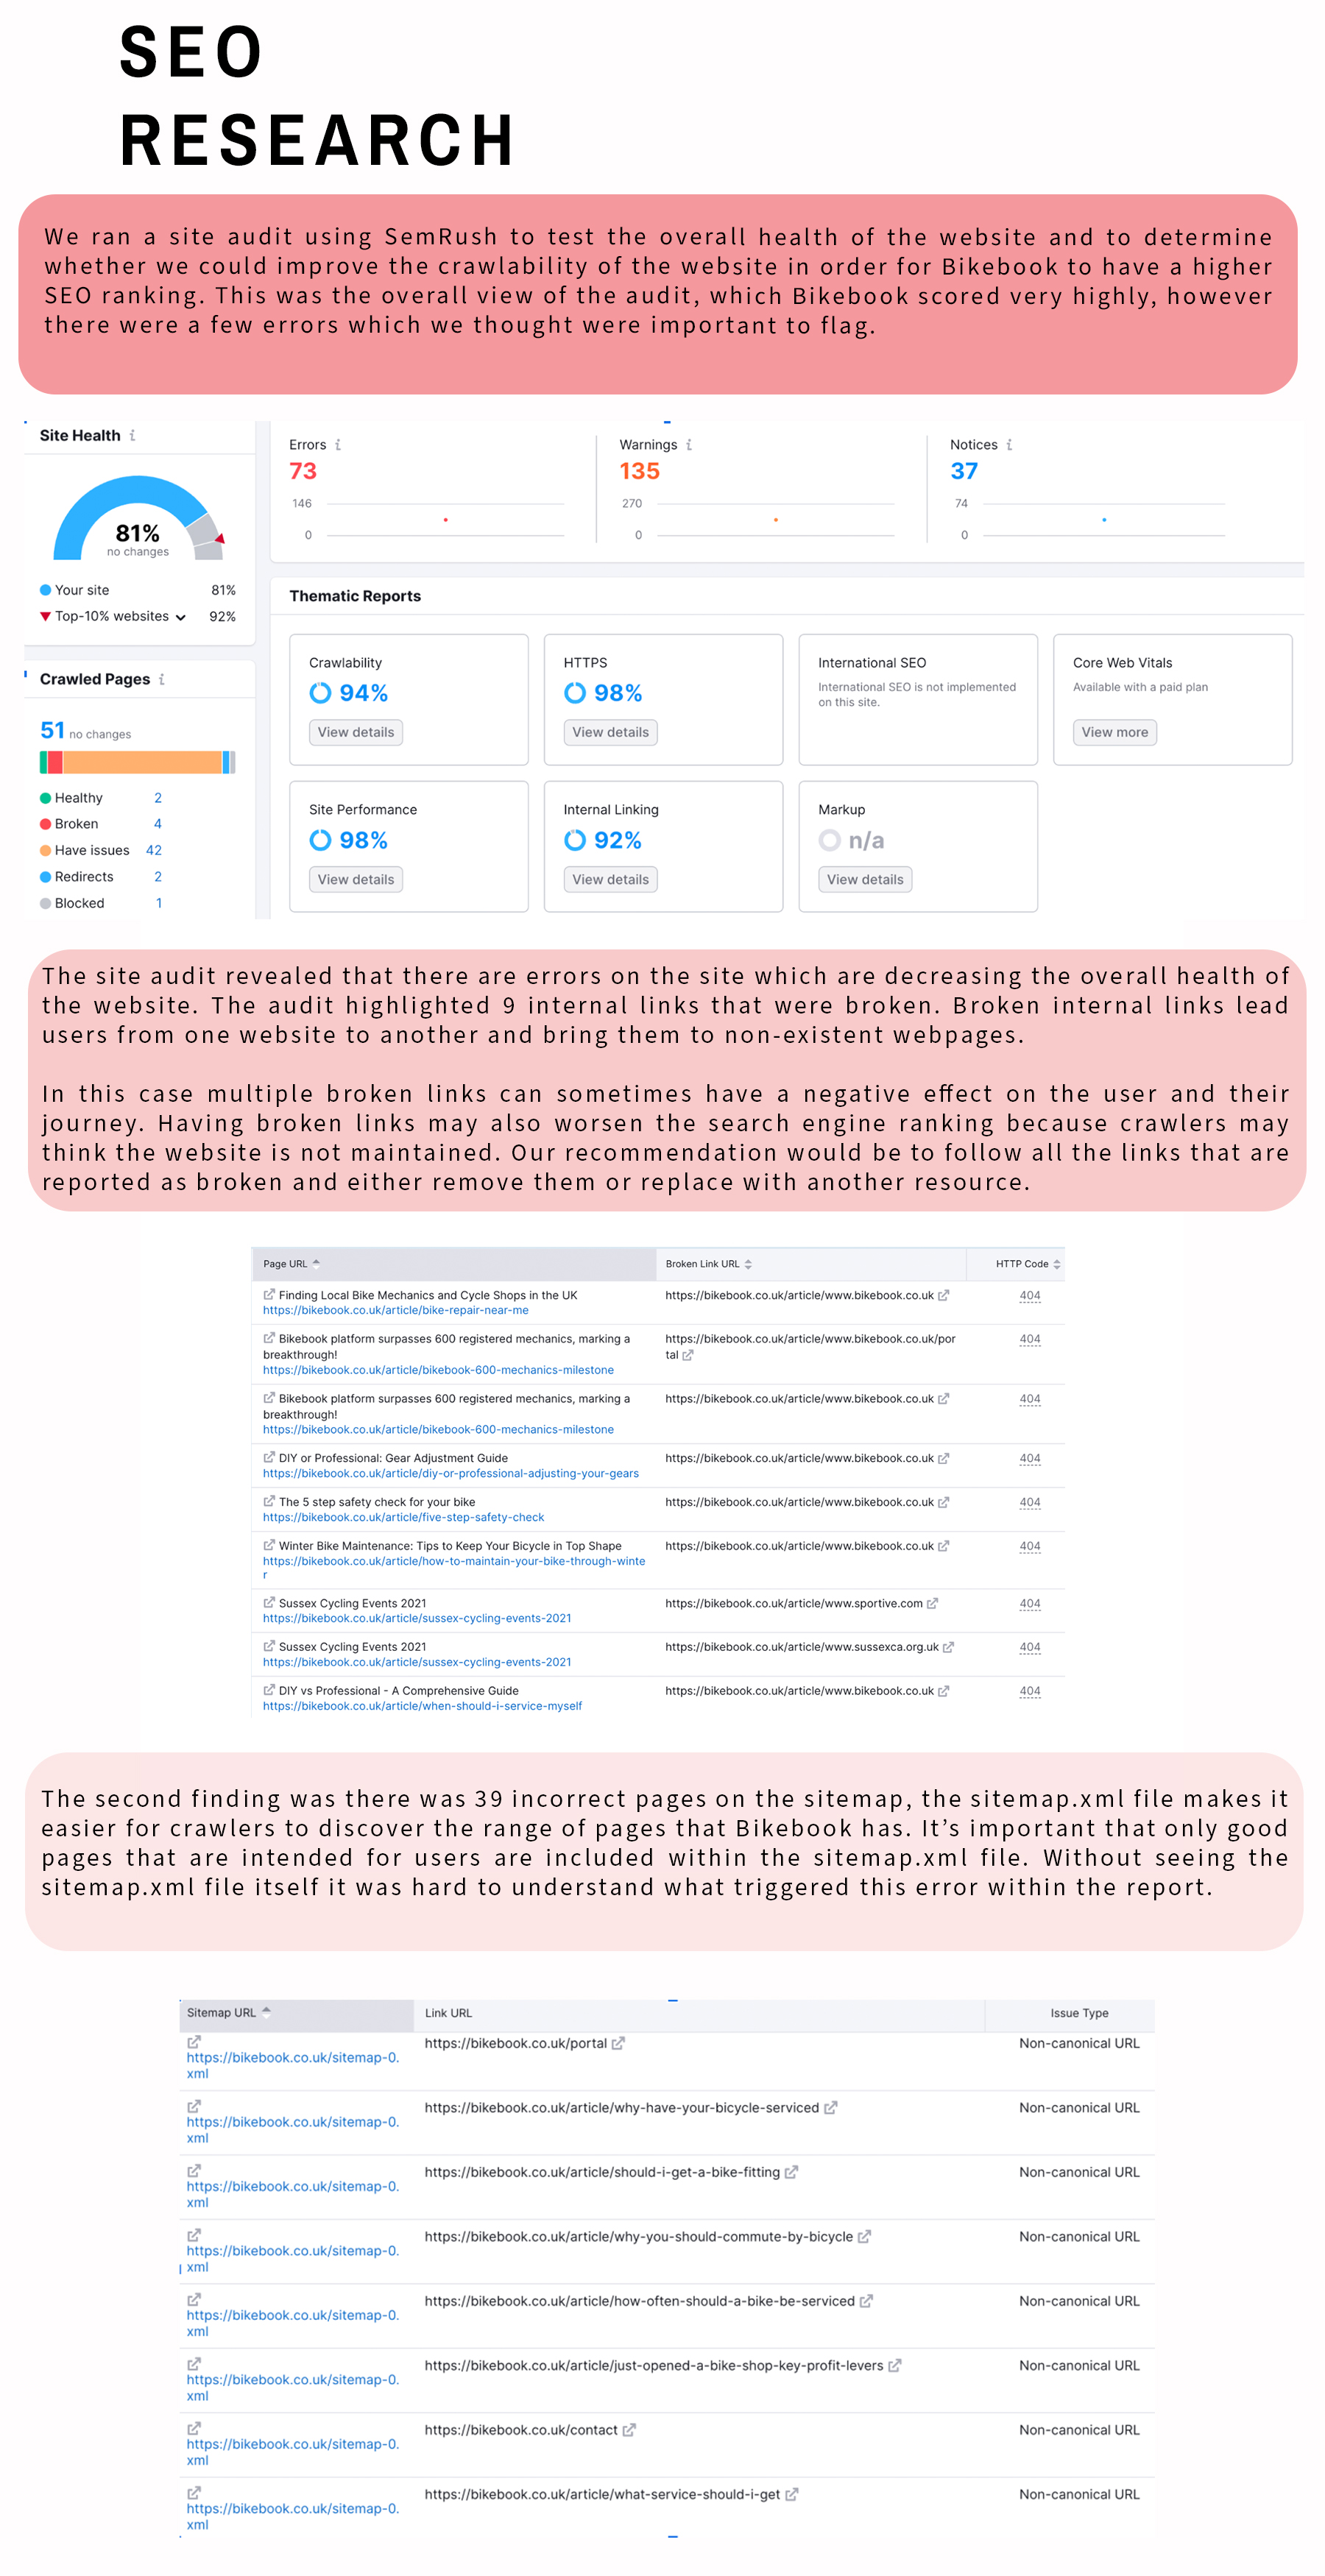 SEO
RESEARCH
We ran a site audit using SemRush to test the overall health of the website and to determine
whether we could improve the crawlability of the website in order for Bikebook to have a higher
SEO ranking. This was the overall view of the audit, which Bikebook scored very highly, however
there were a few errors which we thought were important to flag.
Site Health i
81%
no changes
Your site 81%
Top-10% websites 92%
Crawled Pages i
51 no changes
Healthy 2
Broken 4
Have issues 42
Redirects 2
Blocked 1
Errors i
73
146
0
Warnings i
135
270
0
Notices i
37
74
0
Thematic Reports
Crawlability
94%
View details
HTTPS
98%
View details
International SEO
International SEO is not implemented
on this site.
Core Web Vitals
Available with a paid plan
View more
Site Performance
98%
View details
Internal Linking
92%
View details
Markup
n/a
View details
The site audit revealed that there are errors on the site which are decreasing the overall health of
the website. The audit highlighted 9 internal links that were broken. Broken internal links lead
users from one website to another and bring them to non-existent webpages.
In this case multiple broken links can sometimes have a negative effect on the user and their
journey. Having broken links may also worsen the search engine ranking because crawlers may
think the website is not maintained. Our recommendation would be to follow all the links that are
reported as broken and either remove them or replace with another resource.
Page URL Broken Link URL HTTP Code
Finding Local Bike Mechanics and Cycle Shops in the UK https://bikebook.co.uk/article/www.bikebook.co.uk 404
https://bikebook.co.uk/article/bike-repair-near-me
Bikebook platform surpasses 600 registered mechanics, marking a https://bikebook.co.uk/article/www.bikebook.co.uk/por 404
breakthrough! tal
https://bikebook.co.uk/article/bikebook-600-mechanics-milestone
Bikebook platform surpasses 600 registered mechanics, marking a https://bikebook.co.uk/article/www.bikebook.co.uk 404
breakthrough!
https://bikebook.co.uk/article/bikebook-600-mechanics-milestone
DIY or Professional: Gear Adjustment Guide https://bikebook.co.uk/article/www.bikebook.co.uk 404
https://bikebook.co.uk/article/diy-or-professional-adjusting-your-gears
The 5 step safety check for your bike https://bikebook.co.uk/article/www.bikebook.co.uk 404
https://bikebook.co.uk/article/five-step-safety-check
Winter Bike Maintenance: Tips to Keep Your Bicycle in Top Shape https://bikebook.co.uk/article/www.bikebook.co.uk 404
https://bikebook.co.uk/article/how-to-maintain-your-bike-through-winte
r
Sussex Cycling Events 2021 https://bikebook.co.uk/article/www.sportive.com 404
https://bikebook.co.uk/article/sussex-cycling-events-2021
Sussex Cycling Events 2021 https://bikebook.co.uk/article/www.sussexca.org.uk 404
https://bikebook.co.uk/article/sussex-cycling-events-2021
DIY vs Professional - A Comprehensive Guide https://bikebook.co.uk/article/www.bikebook.co.uk 404
https://bikebook.co.uk/article/when-should-i-service-myself
The second finding was there was 39 incorrect pages on the sitemap, the sitemap.xml file makes it
easier for crawlers to discover the range of pages that Bikebook has. It’s important that only good
pages that are intended for users are included within the sitemap.xml file. Without seeing the
sitemap.xml file itself it was hard to understand what triggered this error within the report.
Sitemap URL Link URL Issue Type
https://bikebook.co.uk/portal Non-canonical URL
https://bikebook.co.uk/sitemap-0.
xml
https://bikebook.co.uk/article/why-have-your-bicycle-serviced Non-canonical URL
https://bikebook.co.uk/sitemap-0.
xml
https://bikebook.co.uk/article/should-i-get-a-bike-fitting Non-canonical URL
https://bikebook.co.uk/sitemap-0.
xml
https://bikebook.co.uk/article/why-you-should-commute-by-bicycle Non-canonical URL
https://bikebook.co.uk/sitemap-0.
xml
https://bikebook.co.uk/article/how-often-should-a-bike-be-serviced Non-canonical URL
https://bikebook.co.uk/sitemap-0.
xml
https://bikebook.co.uk/article/just-opened-a-bike-shop-key-profit-levers Non-canonical URL
https://bikebook.co.uk/sitemap-0.
xml
https://bikebook.co.uk/contact Non-canonical URL
https://bikebook.co.uk/sitemap-0.
xml
https://bikebook.co.uk/article/what-service-should-i-get Non-canonical URL
https://bikebook.co.uk/sitemap-0.
xml